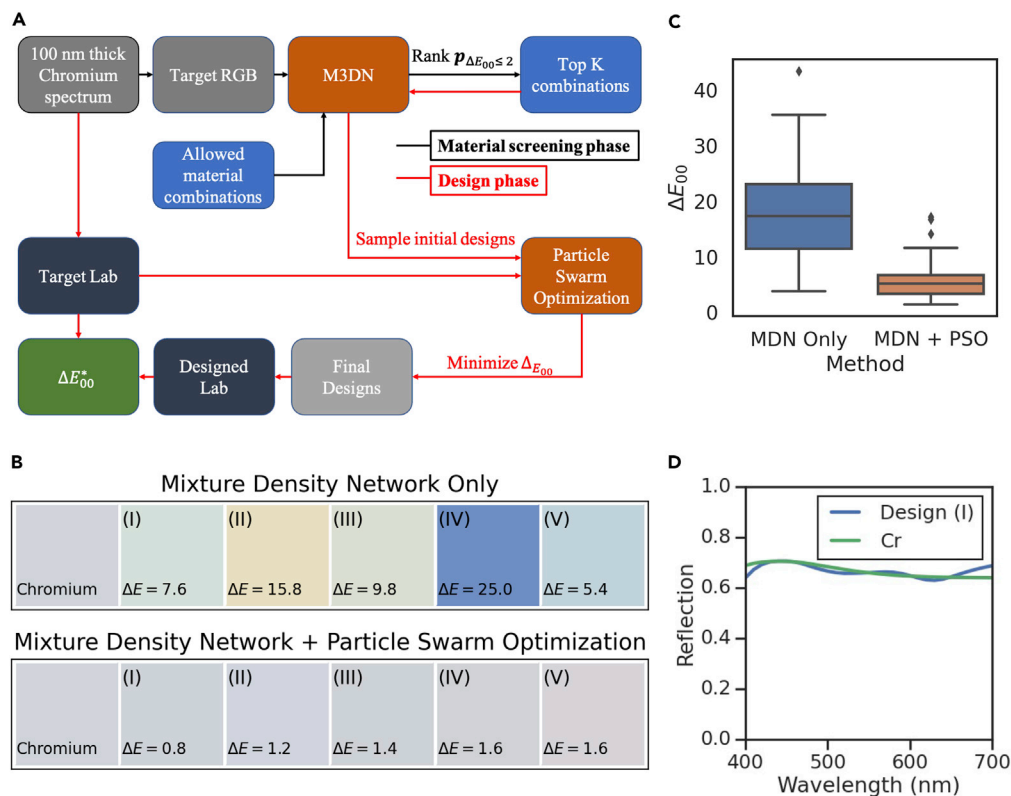 A
100 nm thick
Chromium
spectrum
Target RGB
M3DN
Rank p ΔE₀₀≤2
Top K
combinations
Allowed
material
combinations
Material screening phase
Design phase
Sample initial designs
Target Lab
Particle
Swarm
Optimization
ΔE*₀₀
Designed
Lab
Final
Designs
Minimize Δ_E₀₀
C
ΔE₀₀
40
30
20
10
0
MDN Only MDN + PSO
Method
B
Mixture Density Network Only
(I) (II) (III) (IV) (V)
Chromium ΔE = 7.6 ΔE = 15.8 ΔE = 9.8 ΔE = 25.0 ΔE = 5.4
Mixture Density Network + Particle Swarm Optimization
(I) (II) (III) (IV) (V)
Chromium ΔE = 0.8 ΔE = 1.2 ΔE = 1.4 ΔE = 1.6 ΔE = 1.6
D
Reflection
1.0
0.8
0.6
0.4
0.2
0.0
Design (I)
Cr
400 500 600 700
Wavelength (nm)